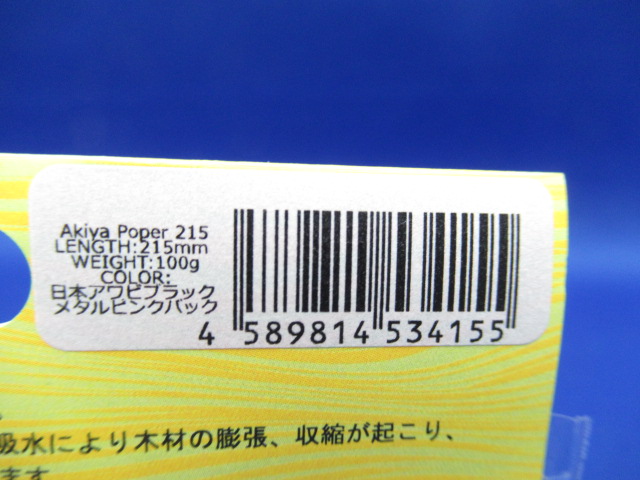 Akiya Poper 215
LENGTH:215mm
WEIGHT:100g
COLOR:
日本アワビブラック
メタルピンクバック
4 589814 534155
吸水により木材の膨張、収縮が起こり、
ます